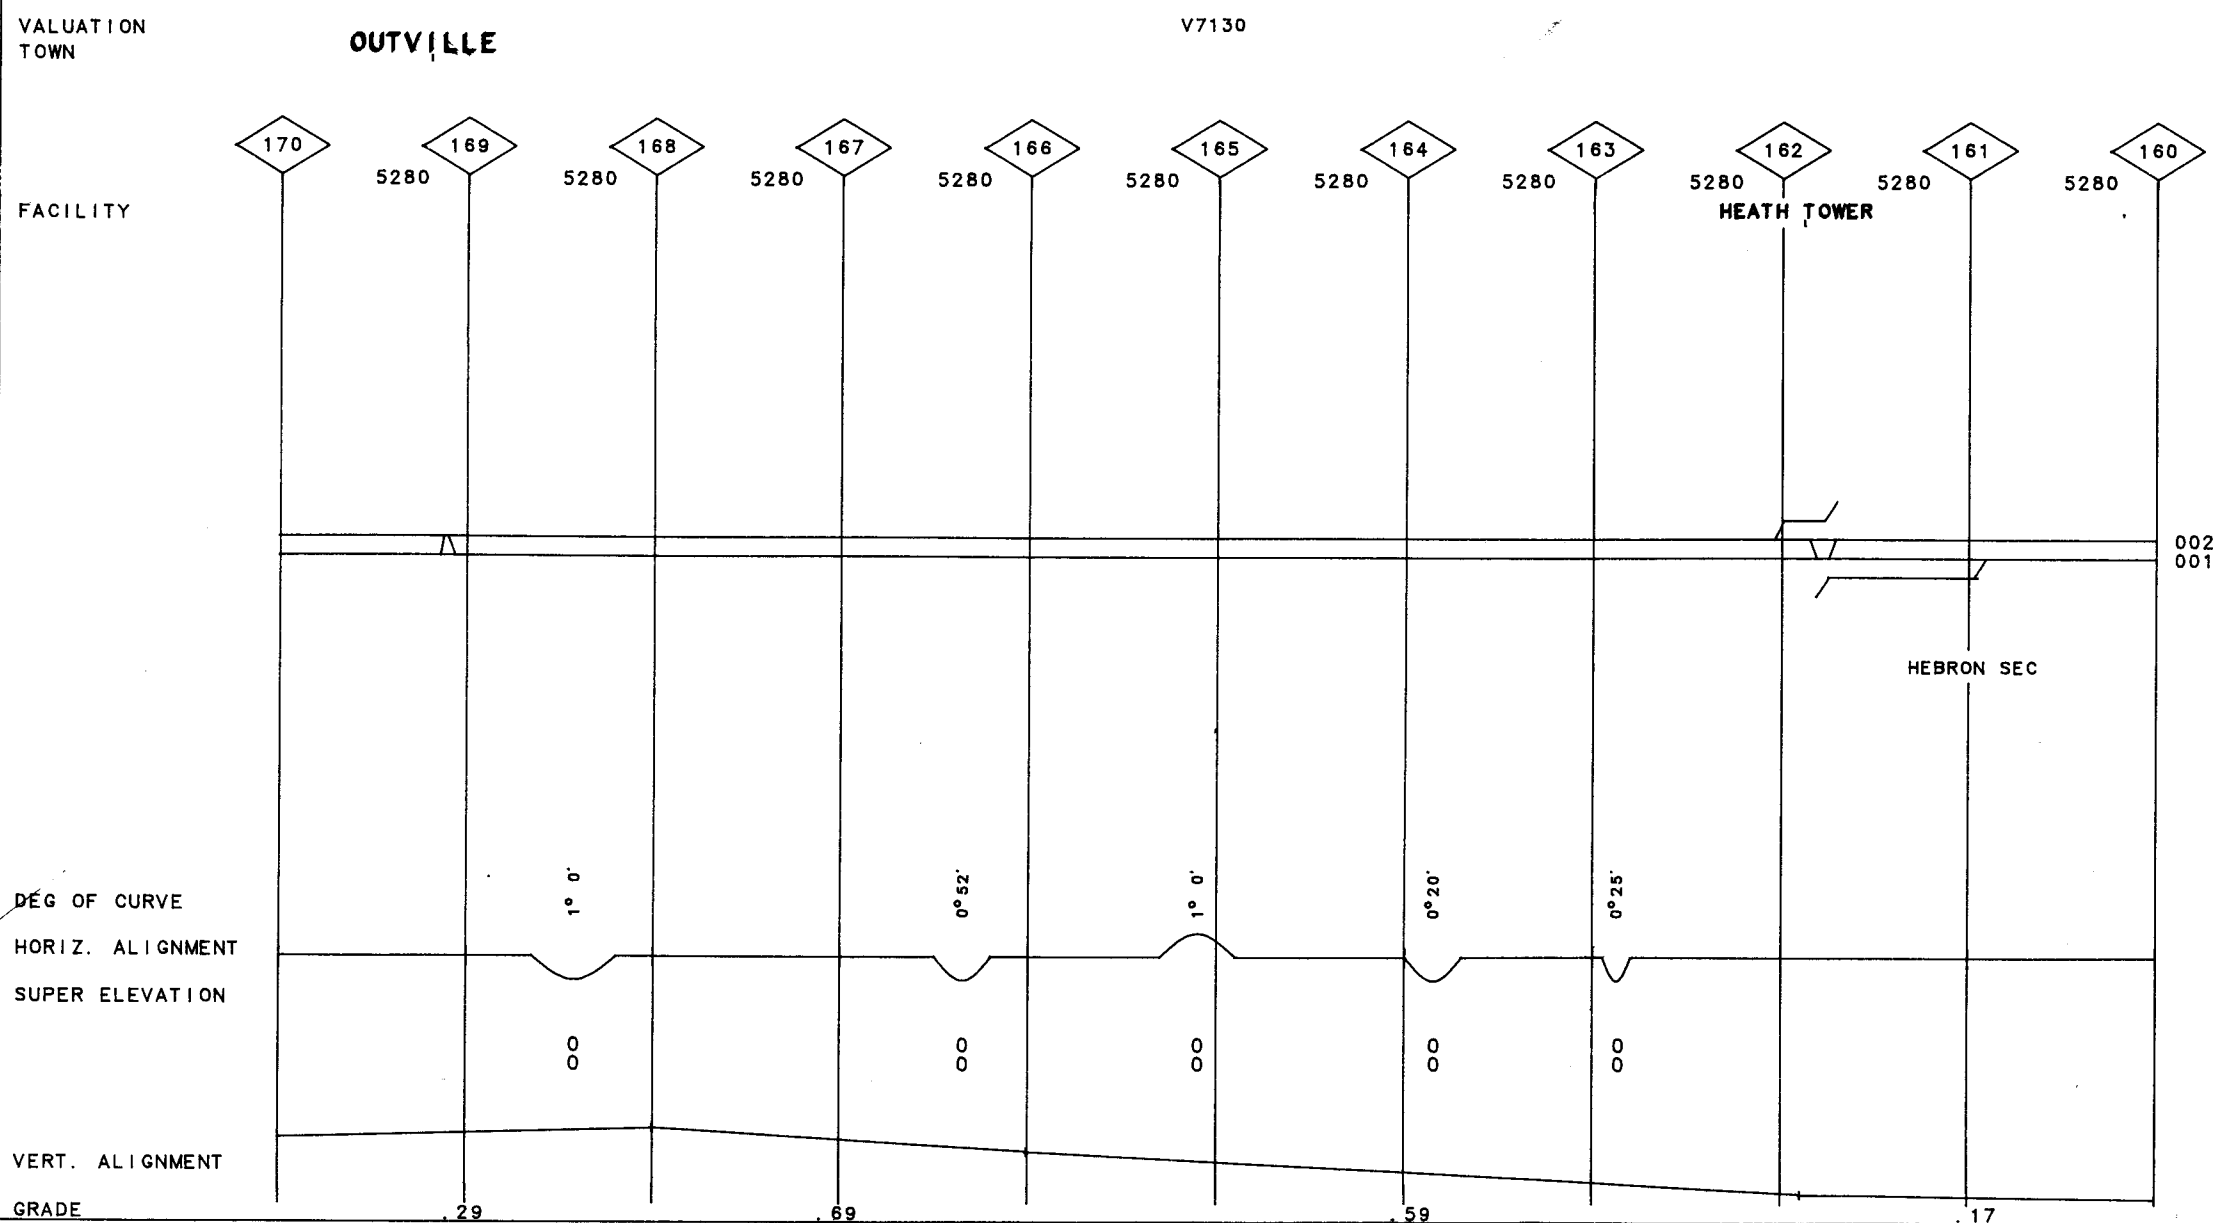 VALUATION
TOWN
OUTVILLE
V7130
170 169 168 167 166 165 164 163 162 161 160
5280 5280 5280 5280 5280 5280 5280 5280 5280 5280
FACILITY
HEATH TOWER
002
001
HEBRON SEC
DEG OF CURVE
1° 0' 0°52' 1° 0' 0°20' 0°25'
HORIZ. ALIGNMENT
SUPER ELEVATION
0 0 0 0 0
0 0 0 0 0
VERT. ALIGNMENT
GRADE .29 .69 .59 .17